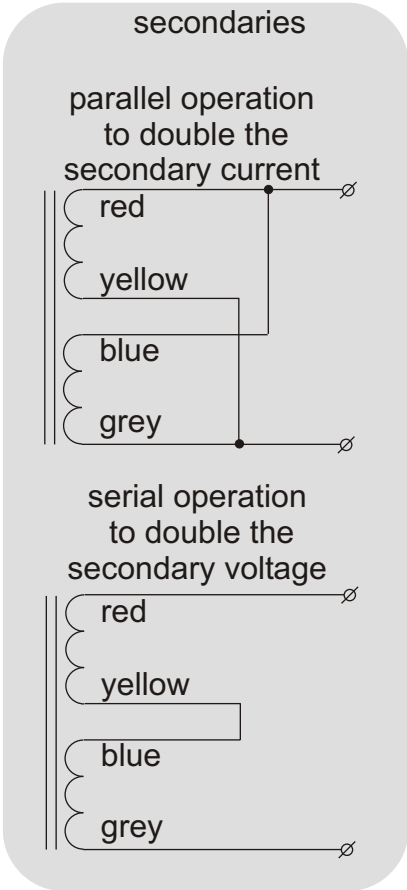 secondaries
parallel operation
to double the
secondary current
red
yellow
blue
grey
serial operation
to double the
secondary voltage
red
yellow
blue
grey